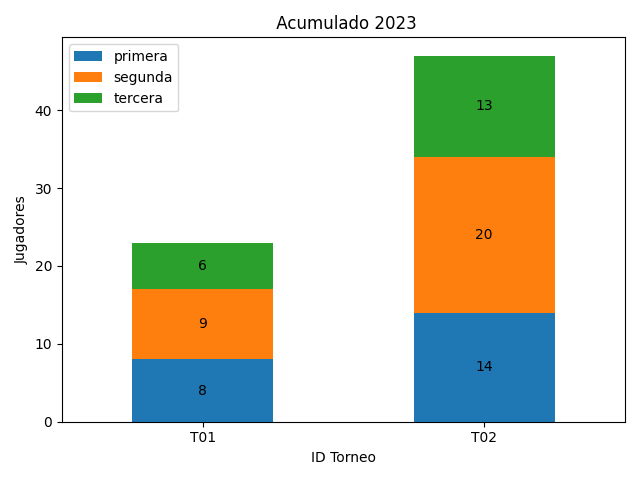 Acumulado 2023
primera
segunda
tercera
Jugadores
40
30
20
10
0
13
20
14
6
9
8
T01
T02
ID Torneo